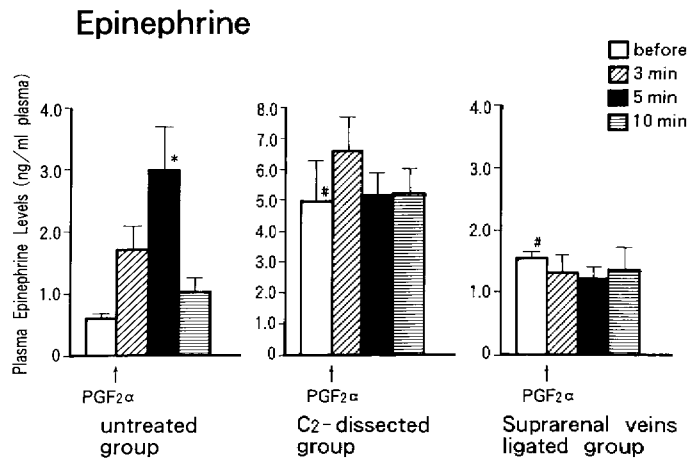 Epinephrine
before
3 min
5 min
10 min
Plasma Epinephrine Levels (ng/ml plasma)
4.0
3.0
2.0
1.0
0
*
PGF2α
untreated
group
8.0
7.0
6.0
5.0
4.0
3.0
2.0
1.0
0
#
PGF2α
C2-dissected
group
4.0
3.0
2.0
1.0
0
#
PGF2α
Suprarenal veins
ligated group